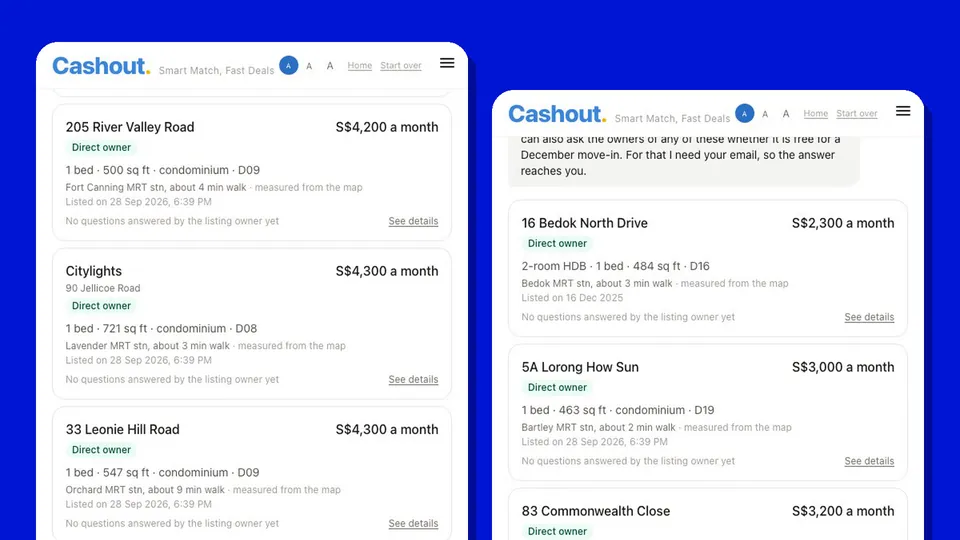 Cashout. Smart Match, Fast Deals A A A Home Start over
205 River Valley Road S$4,200 a month
Direct owner
1 bed · 500 sq ft · condominium · D09
Fort Canning MRT stn, about 4 min walk · measured from the map
Listed on 28 Sep 2026, 6:39 PM
No questions answered by the listing owner yet See details
Citylights S$4,300 a month
90 Jellicoe Road
Direct owner
1 bed · 721 sq ft · condominium · D08
Lavender MRT stn, about 3 min walk · measured from the map
Listed on 28 Sep 2026, 6:39 PM
No questions answered by the listing owner yet See details
33 Leonie Hill Road S$4,300 a month
Direct owner
1 bed · 547 sq ft · condominium · D09
Orchard MRT stn, about 9 min walk · measured from the map
Listed on 28 Sep 2026, 6:39 PM
No questions answered by the listing owner yet See details
Cashout. Smart Match, Fast Deals A A A Home Start over
can also ask the owners of any of these whether it is free for a
December move-in. For that I need your email, so the answer
reaches you.
16 Bedok North Drive S$2,300 a month
Direct owner
2-room HDB · 1 bed · 484 sq ft · D16
Bedok MRT stn, about 3 min walk · measured from the map
Listed on 16 Dec 2025
No questions answered by the listing owner yet See details
5A Lorong How Sun S$3,000 a month
Direct owner
1 bed · 463 sq ft · condominium · D19
Bartley MRT stn, about 2 min walk · measured from the map
Listed on 28 Sep 2026, 6:39 PM
No questions answered by the listing owner yet See details
83 Commonwealth Close S$3,200 a month
Direct owner